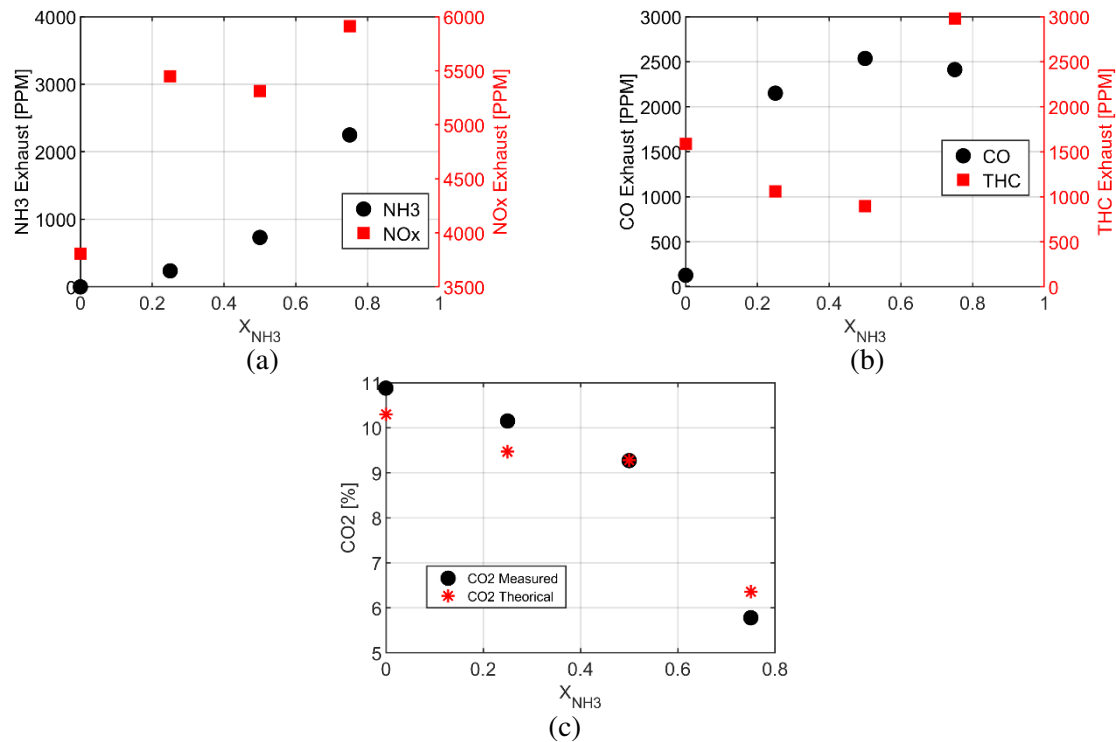 4000
3000
2000
1000
0
NH3 Exhaust [PPM]
6000
5500
5000
4500
4000
3500
NOx Exhaust [PPM]
NH3
NOx
0 0.2 0.4 0.6 0.8 1
X_NH3
(a)
3000
2500
2000
1500
1000
500
0
CO Exhaust [PPM]
3000
2500
2000
1500
1000
500
0
THC Exhaust [PPM]
CO
THC
0 0.2 0.4 0.6 0.8 1
X_NH3
(b)
11
10
9
8
7
6
5
CO2 [%]
CO2 Measured
CO2 Theorical
0 0.2 0.4 0.6 0.8
X_NH3
(c)